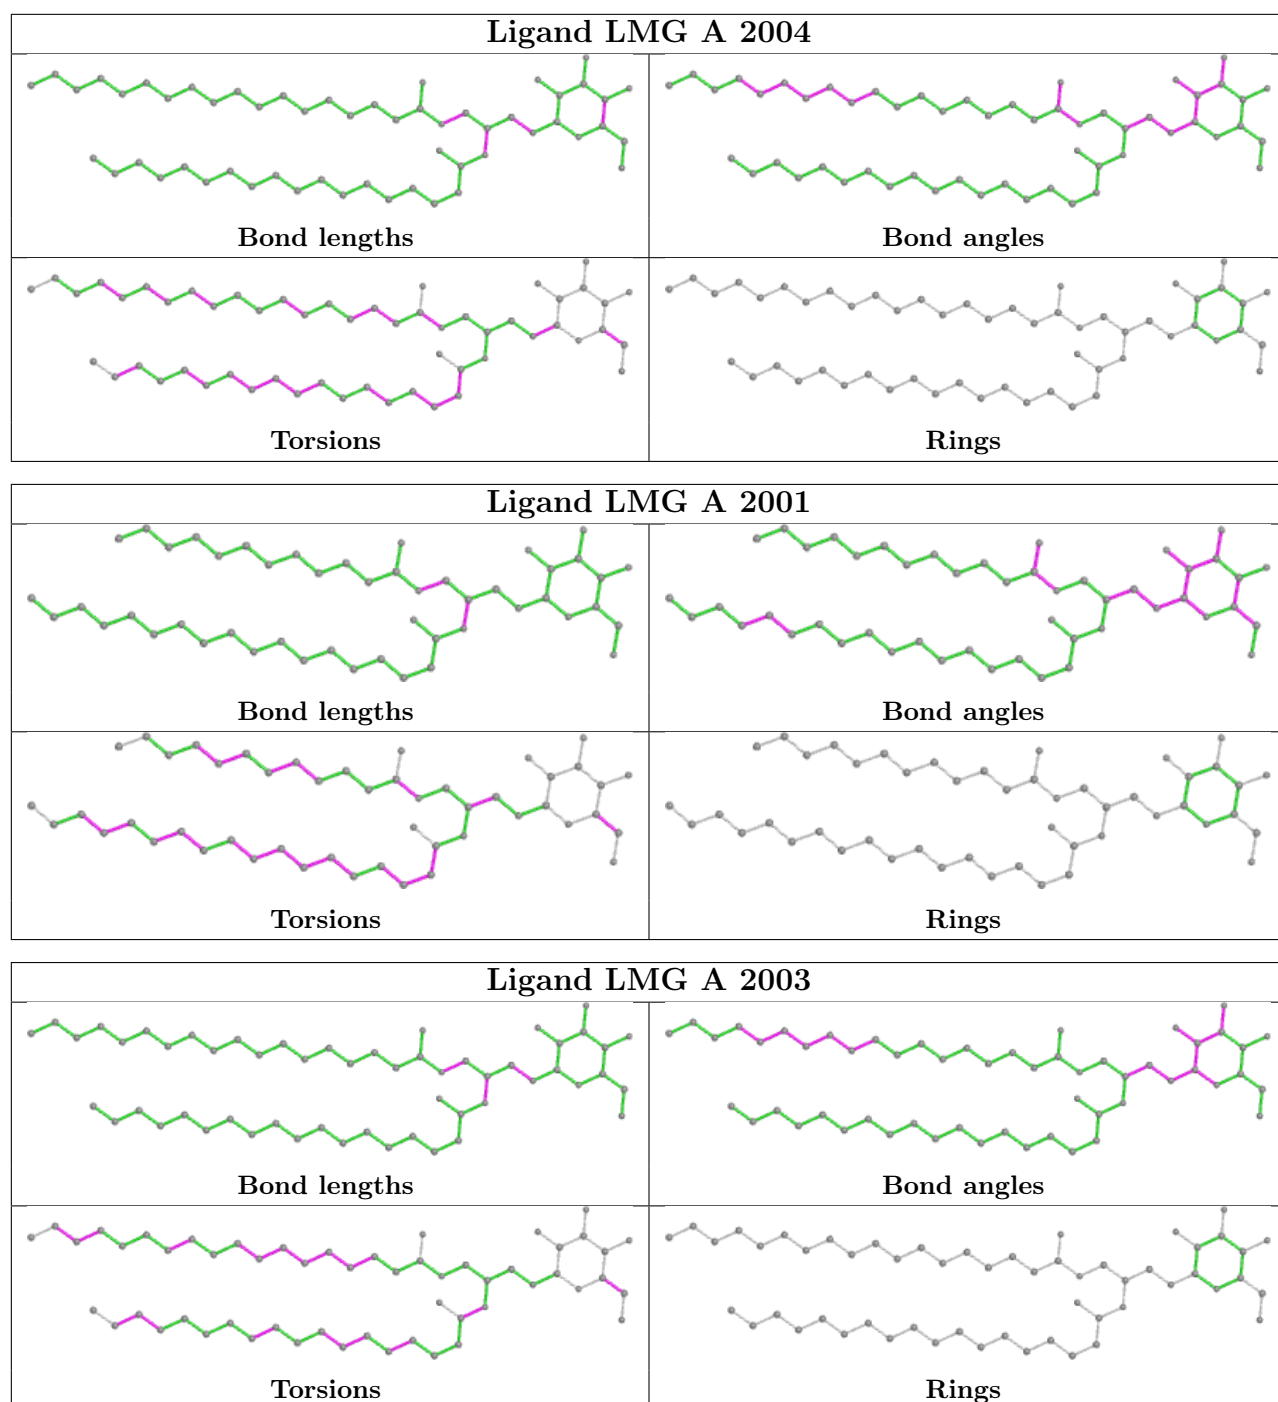 Ligand LMG A 2004
Bond lengths
Bond angles
Torsions
Rings
Ligand LMG A 2001
Bond lengths
Bond angles
Torsions
Rings
Ligand LMG A 2003
Bond lengths
Bond angles
Torsions
Rings